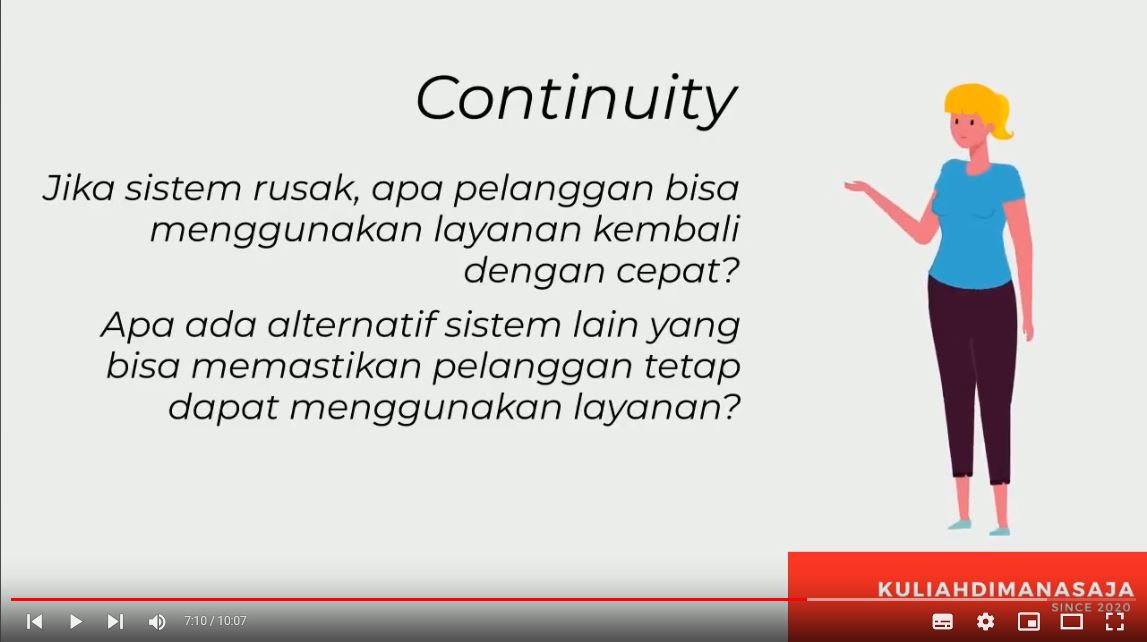 Continuity
Jika sistem rusak, apa pelanggan bisa
menggunakan layanan kembali
dengan cepat?
Apa ada alternatif sistem lain yang
bisa memastikan pelanggan tetap
dapat menggunakan layanan?
KULIAHDIMANASAJA
SINCE 2020
7:10 / 10:07